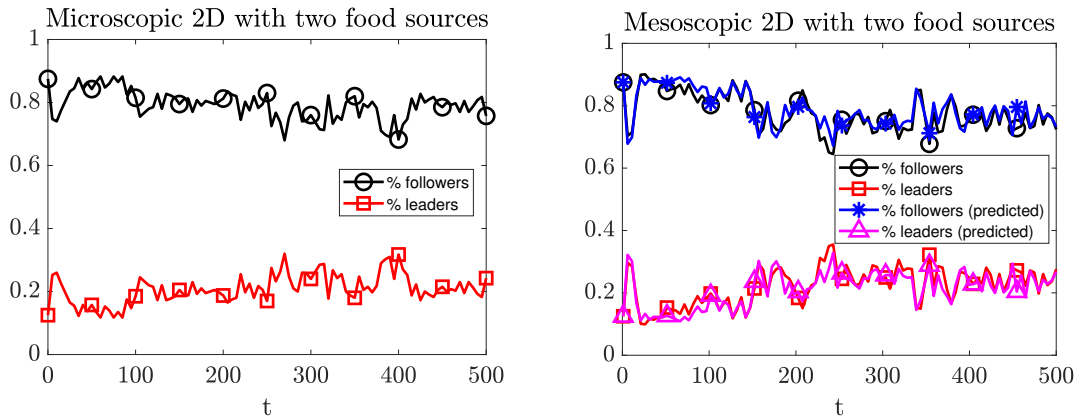 Microscopic 2D with two food sources
1
0.8
0.6
0.4
0.2
0
0 100 200 300 400 500
t
% followers
% leaders
Mesoscopic 2D with two food sources
1
0.8
0.6
0.4
0.2
0
0 100 200 300 400 500
t
% followers
% leaders
% followers (predicted)
% leaders (predicted)